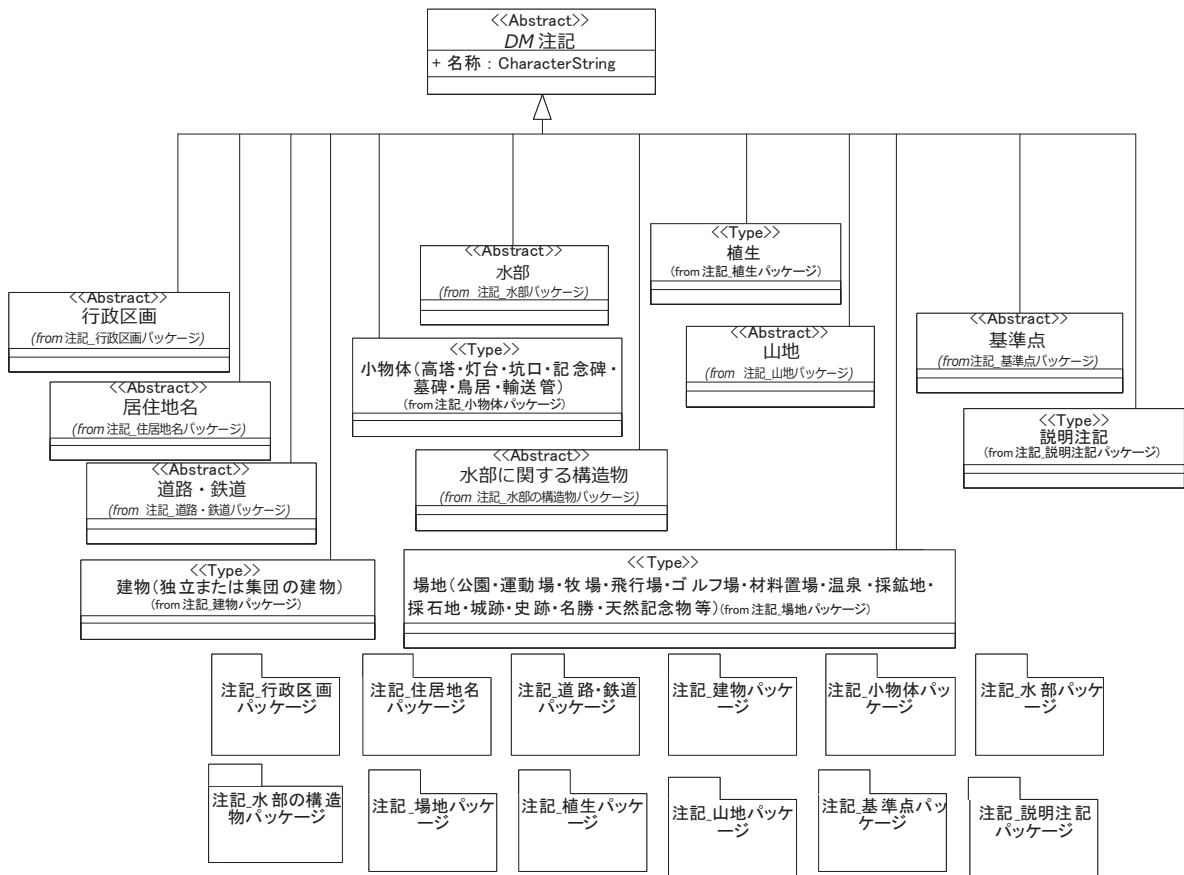 <<Abstract>>
DM 注記
+ 名称 : CharacterString
<<Type>>
植生
(from 注記_植生パッケージ)
<<Abstract>>
水部
(from 注記_水部パッケージ)
<<Abstract>>
行政区画
(from 注記_行政区画パッケージ)
<<Abstract>>
基準点
(from 注記_基準点パッケージ)
<<Abstract>>
山地
(from 注記_山地パッケージ)
<<Type>>
小物体(高塔・灯台・坑口・記念碑・
墓碑・鳥居・輸送管)
(from 注記_小物体パッケージ)
<<Abstract>>
居住地名
(from 注記_住居地名パッケージ)
<<Type>>
説明注記
(from 注記_説明注記パッケージ)
<<Abstract>>
道路・鉄道
(from 注記_道路・鉄道パッケージ)
<<Abstract>>
水部に関する構造物
(from 注記_水部の構造物パッケージ)
<<Type>>
建物(独立または集団の建物)
(from 注記_建物パッケージ)
<<Type>>
場地(公園・運動場・牧場・飛行場・ゴルフ場・材料置場・温泉・採鉱地・
採石地・城跡・史跡・名勝・天然記念物等)(from 注記_場地パッケージ)
注記_行政区画
パッケージ
注記_住居地名
パッケージ
注記_道路・鉄道
パッケージ
注記_建物パッケ
ージ
注記_小物体パッ
ケージ
注記_水部パッケ
ージ
注記_水部の構造
物パッケージ
注記_場地パッケ
ージ
注記_植生パッケ
ージ
注記_山地パッケ
ージ
注記_基準点パッ
ケージ
注記_説明注記
パッケージ